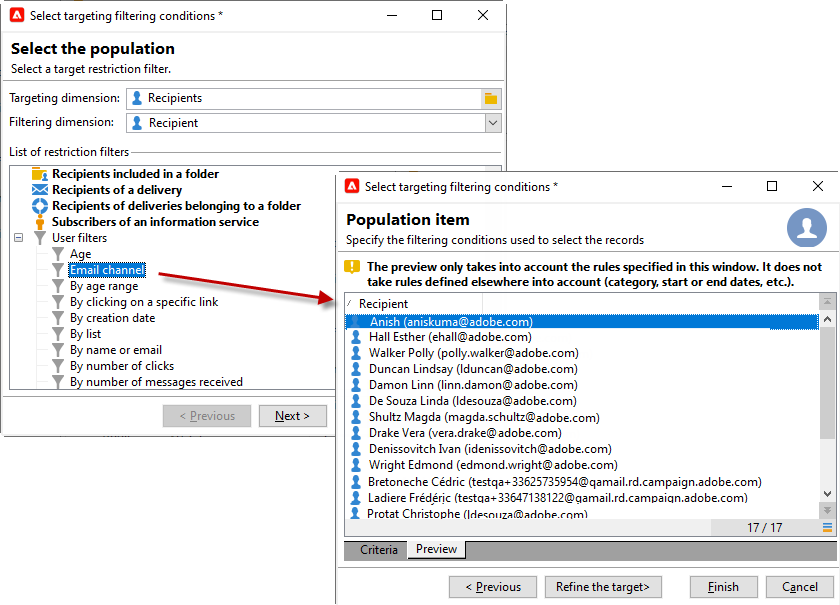 Select targeting filtering conditions *
Select the population
Select a target restriction filter.
Targeting dimension: Recipients
Filtering dimension: Recipient
List of restriction filters
Recipients included in a folder
Recipients of a delivery
Recipients of deliveries belonging to a folder
Subscribers of an information service
User filters
Age
Email channel
By age range
By clicking on a specific link
By creation date
By list
By name or email
By number of clicks
By number of messages received
< Previous
Next >
Select targeting filtering conditions *
Population item
Specify the filtering conditions used to select the records
The preview only takes into account the rules specified in this window. It does not
take rules defined elsewhere into account (category, start or end dates, etc.).
Recipient
Anish (aniskuma@adobe.com)
Hall Esther (ehall@adobe.com)
Walker Polly (polly.walker@adobe.com)
Duncan Lindsay (lduncan@adobe.com)
Damon Linn (linn.damon@adobe.com)
De Souza Linda (ldesouza@adobe.com)
Shultz Magda (magda.schultz@adobe.com)
Drake Vera (vera.drake@adobe.com)
Denissovitch Ivan (idenissovitch@adobe.com)
Wright Edmond (edmond.wright@adobe.com)
Bretoneche Cédric (testqa+33625735954@qamail.rd.campaign.adobe.com)
Ladiere Frédéric (testqa+33647138122@qamail.rd.campaign.adobe.com)
Protat Christophe (ldesouza@adobe.com)
17 / 17
Criteria
Preview
< Previous
Refine the target>
Finish
Cancel